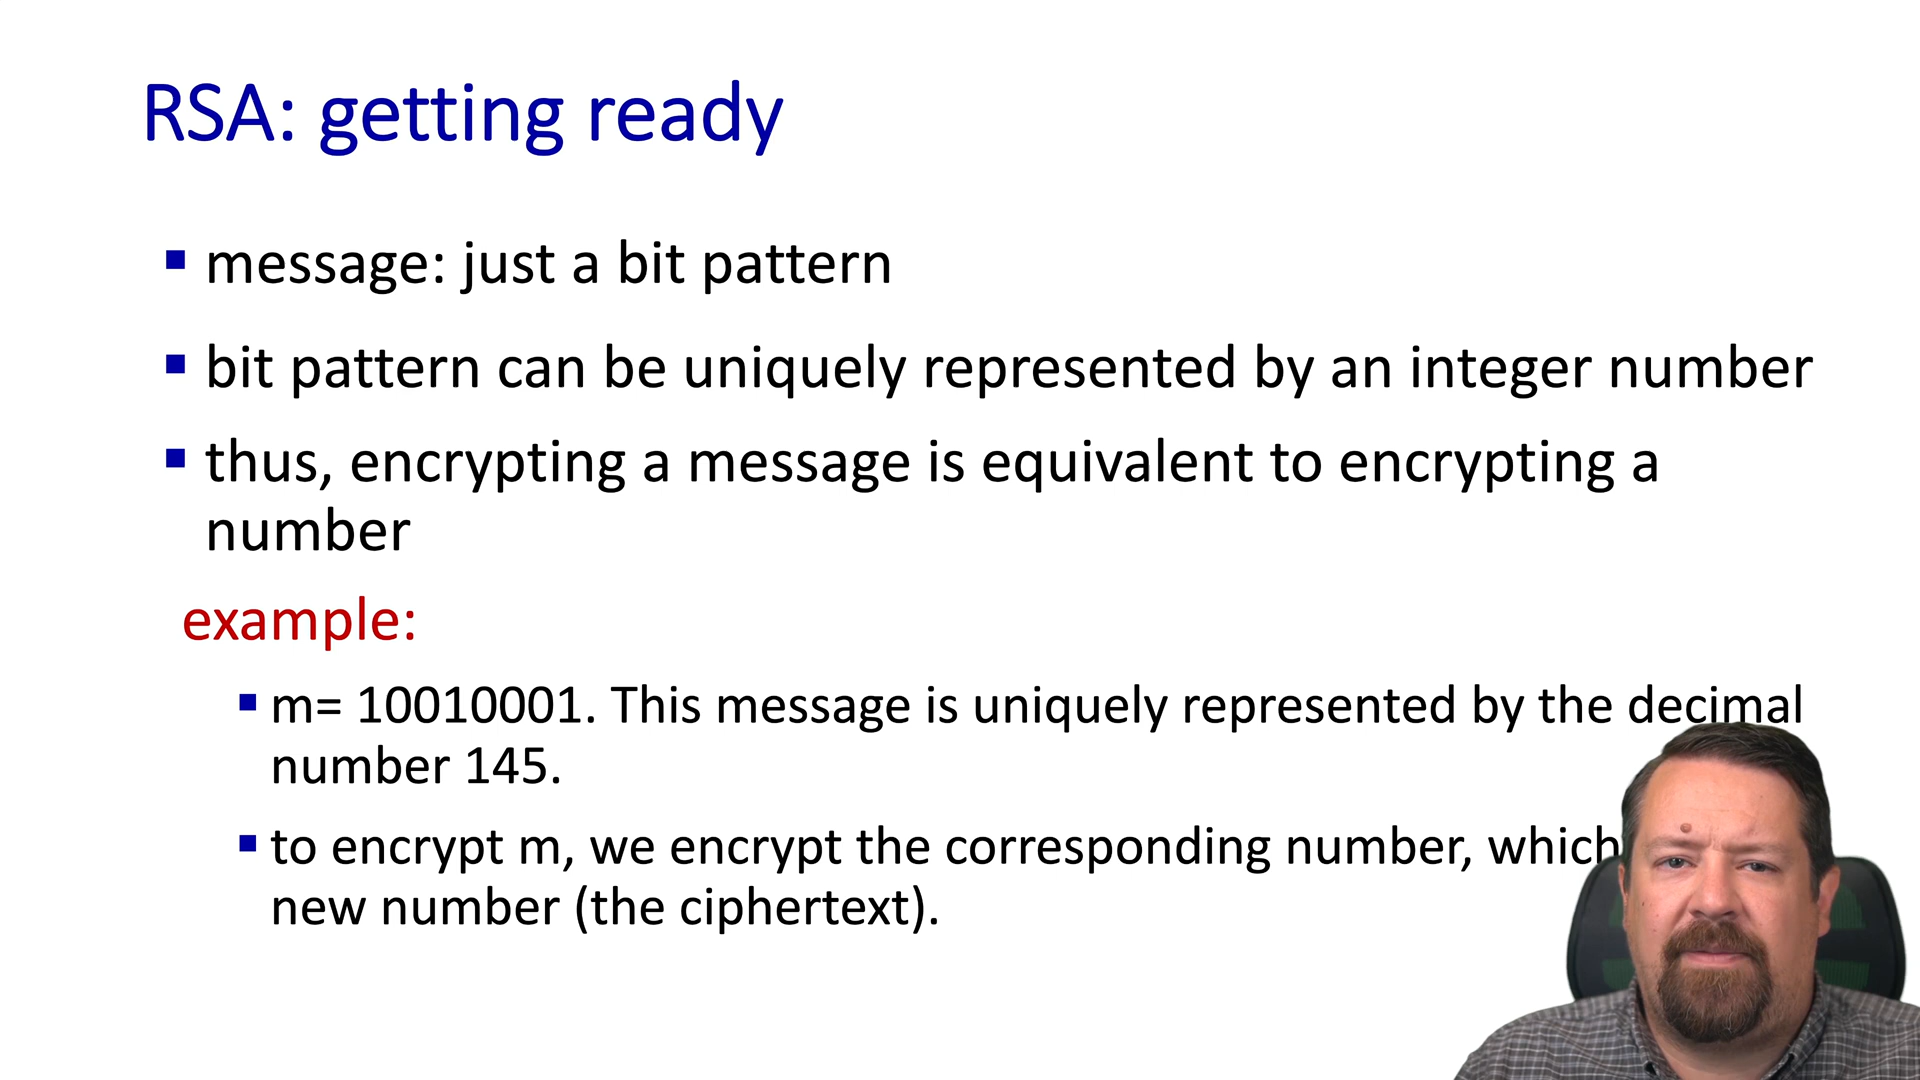 RSA: getting ready
message: just a bit pattern
bit pattern can be uniquely represented by an integer number
thus, encrypting a message is equivalent to encrypting a
number
example:
m= 10010001. This message is uniquely represented by the decimal
number 145.
to encrypt m, we encrypt the corresponding number, which
new number (the ciphertext).